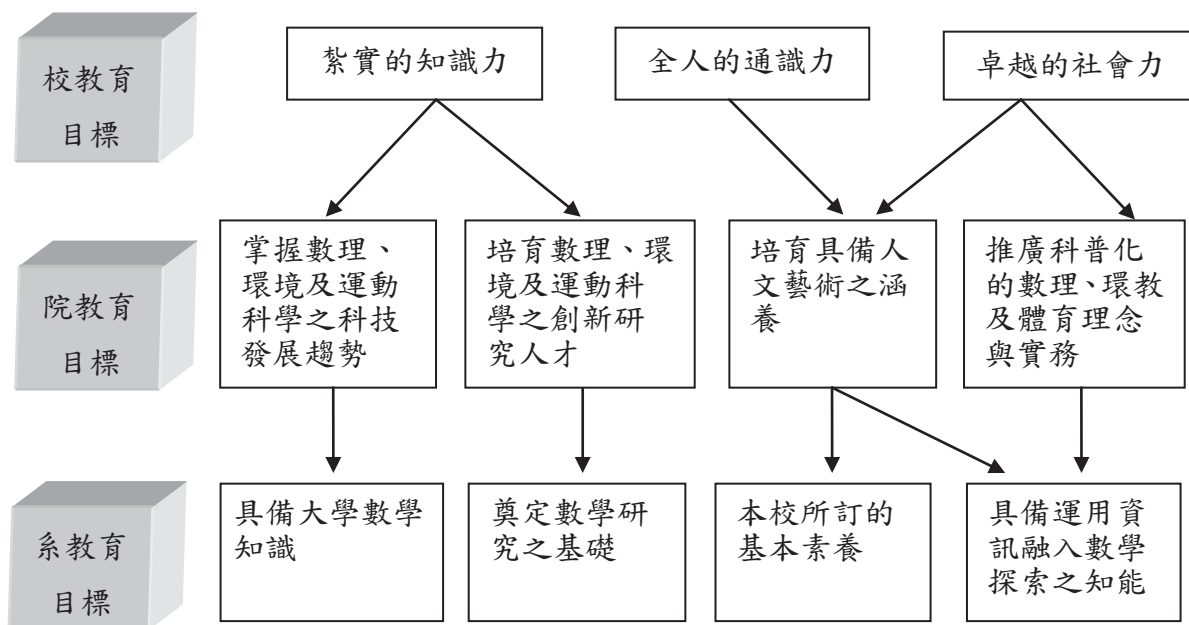 校教育
目標
紮實的知識力
全人的通識力
卓越的社會力
院教育
目標
掌握數理、
環境及運動
科學之科技
發展趨勢
培育數理、環
境及運動科
學之創新研
究人才
培育具備人
文藝術之涵
養
推廣科普化
的數理、環教
及體育理念
與實務
系教育
目標
具備大學數學
知識
奠定數學研
究之基礎
本校所訂的
基本素養
具備運用資
訊融入數學
探索之知能